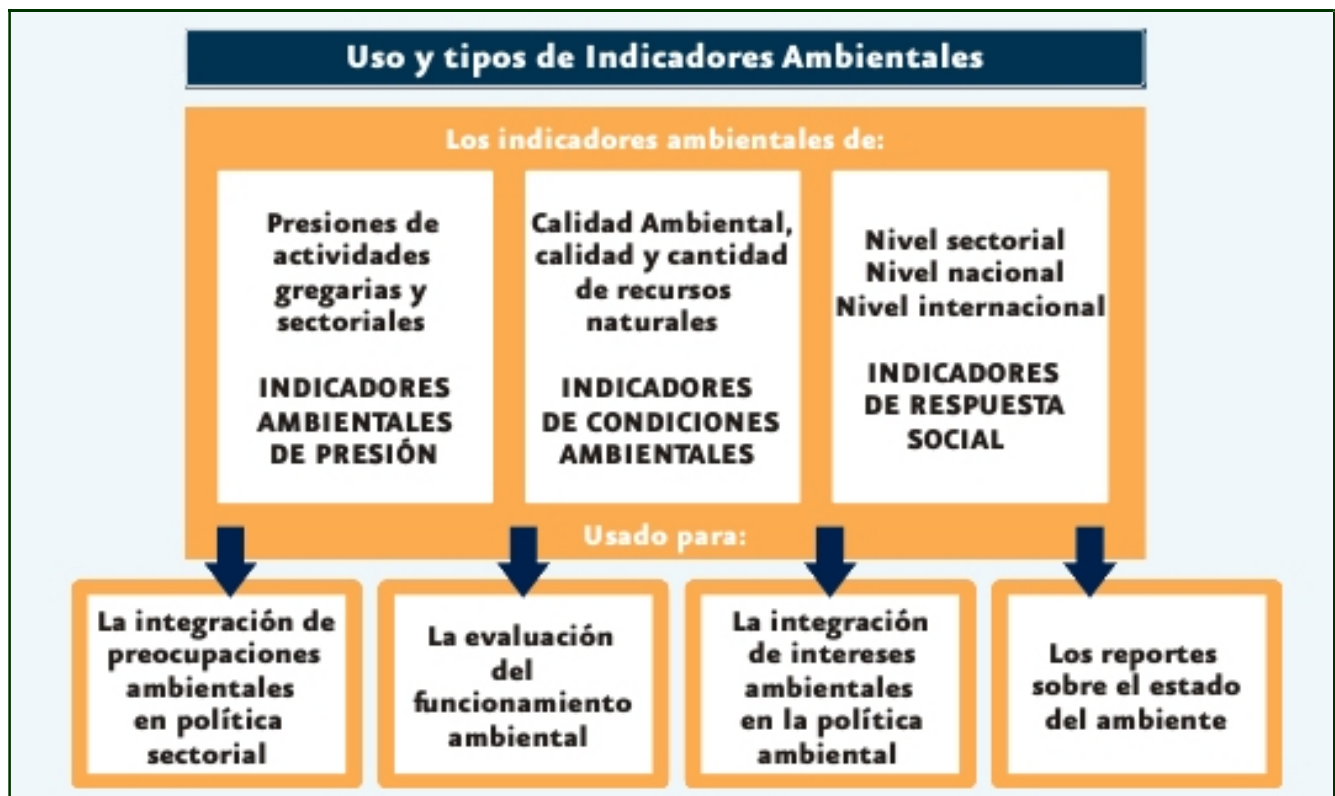 Uso y tipos de Indicadores Ambientales
Los indicadores ambientales de:
Presiones de
actividades
gregarias y
sectoriales
INDICADORES
AMBIENTALES
DE PRESIÓN
Calidad Ambiental,
calidad y cantidad
de recursos
naturales
INDICADORES
DE CONDICIONES
AMBIENTALES
Nivel sectorial
Nivel nacional
Nivel internacional
INDICADORES
DE RESPUESTA
SOCIAL
Usado para:
La integración de
preocupaciones
ambientales
en política
sectorial
La evaluación
del
funcionamiento
ambiental
La integración
de intereses
ambientales
en la política
ambiental
Los reportes
sobre el estado
del ambiente